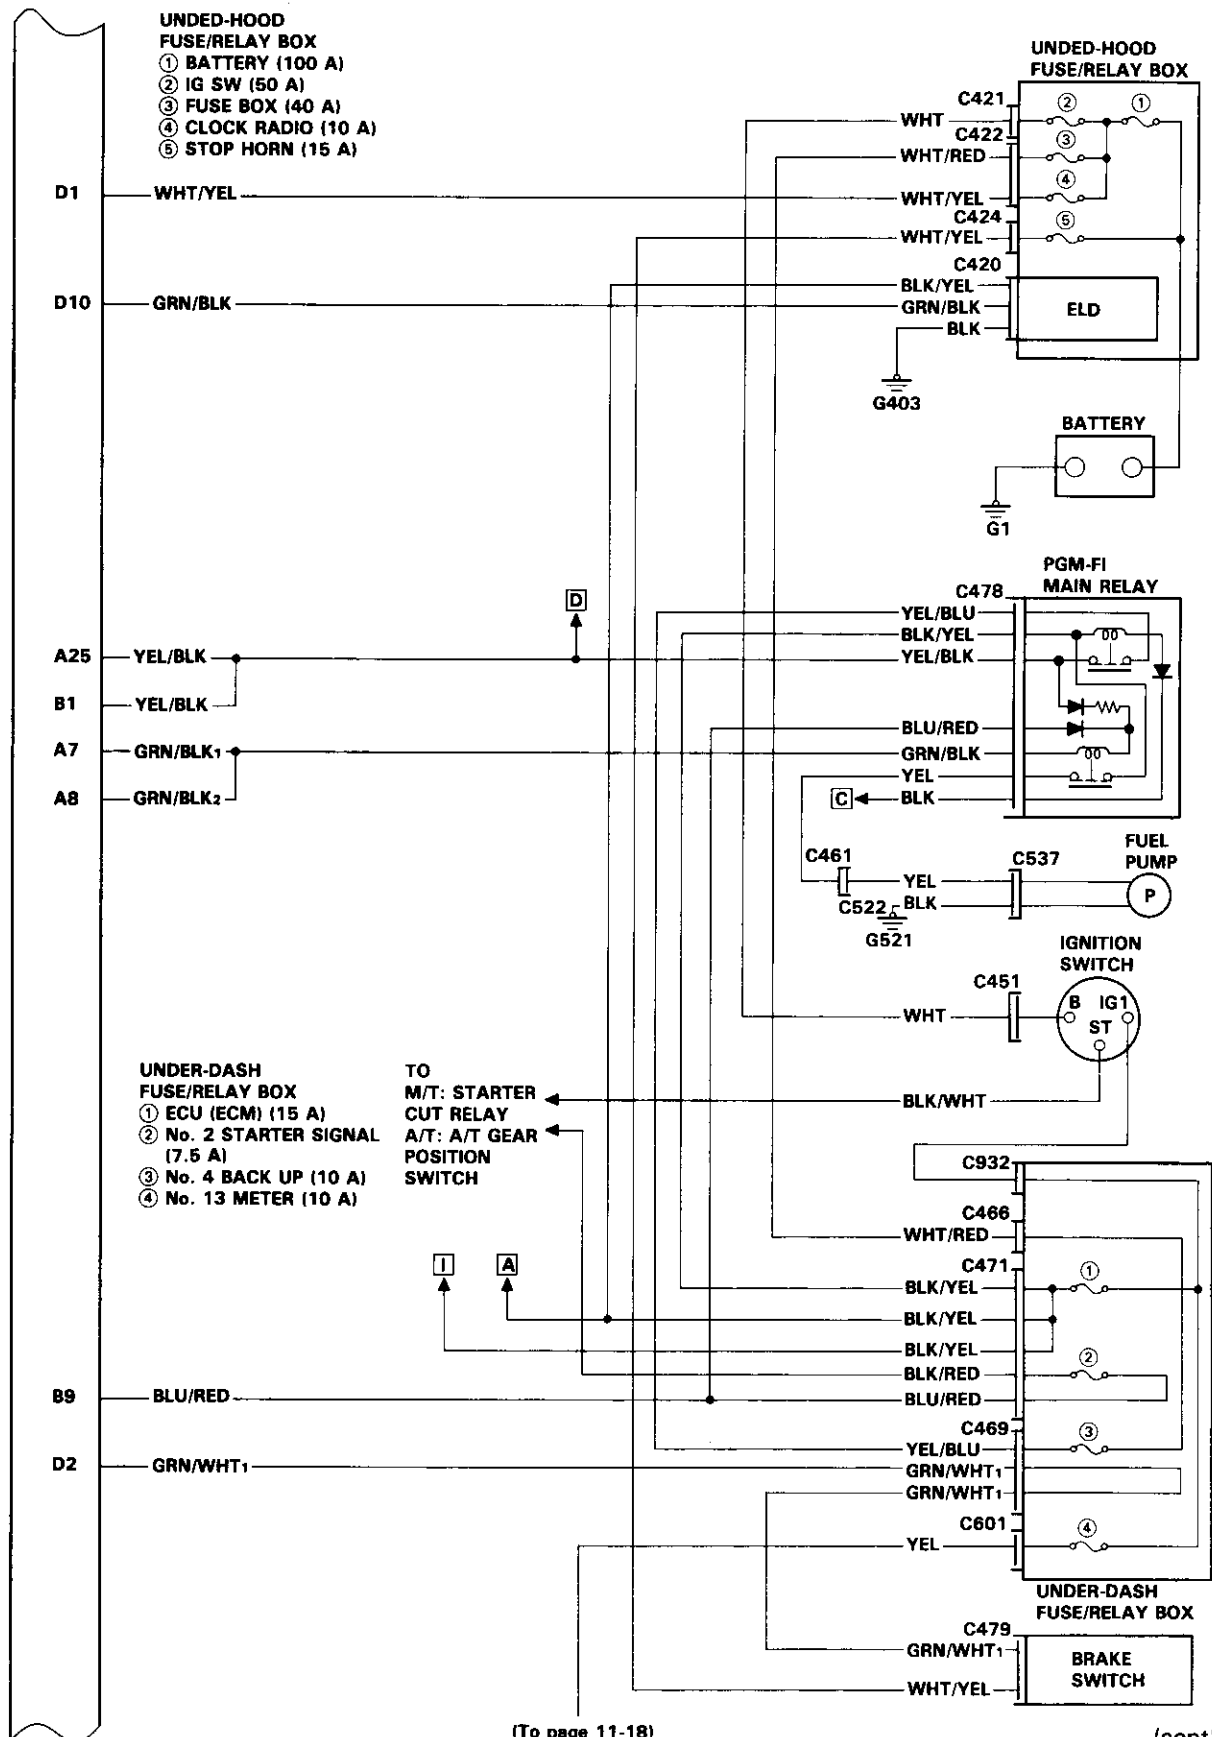 UNDED-HOOD
FUSE/RELAY BOX
① BATTERY (100 A)
② IG SW (50 A)
③ FUSE BOX (40 A)
④ CLOCK RADIO (10 A)
⑤ STOP HORN (15 A)
UNDED-HOOD
FUSE/RELAY BOX
C421
② ①
WHT
C422
③
WHT/RED
④
D1 WHT/YEL WHT/YEL
C424
⑤
WHT/YEL
C420
BLK/YEL
D10 GRN/BLK GRN/BLK ELD
BLK
G403
BATTERY
G1
PGM-FI
MAIN RELAY
C478
D
YEL/BLU
BLK/YEL
A25 YEL/BLK YEL/BLK
B1 YEL/BLK
BLU/RED
A7 GRN/BLK1 GRN/BLK
YEL
A8 GRN/BLK2 C BLK
FUEL
PUMP
C461 C537
YEL
P
C522 BLK
G521
IGNITION
SWITCH
C451
WHT B IG1
ST
UNDER-DASH
FUSE/RELAY BOX
① ECU (ECM) (15 A)
② No. 2 STARTER SIGNAL
(7.5 A)
③ No. 4 BACK UP (10 A)
④ No. 13 METER (10 A)
TO
M/T: STARTER
CUT RELAY
A/T: A/T GEAR
POSITION
SWITCH
BLK/WHT
C932
C466
WHT/RED
I A
C471
①
BLK/YEL
BLK/YEL
BLK/YEL
②
BLK/RED
B9 BLU/RED BLU/RED
C469
③
YEL/BLU
D2 GRN/WHT1 GRN/WHT1
GRN/WHT1
C601
④
YEL
UNDER-DASH
FUSE/RELAY BOX
C479
GRN/WHT1
BRAKE
SWITCH
WHT/YEL
(To page 11-18)